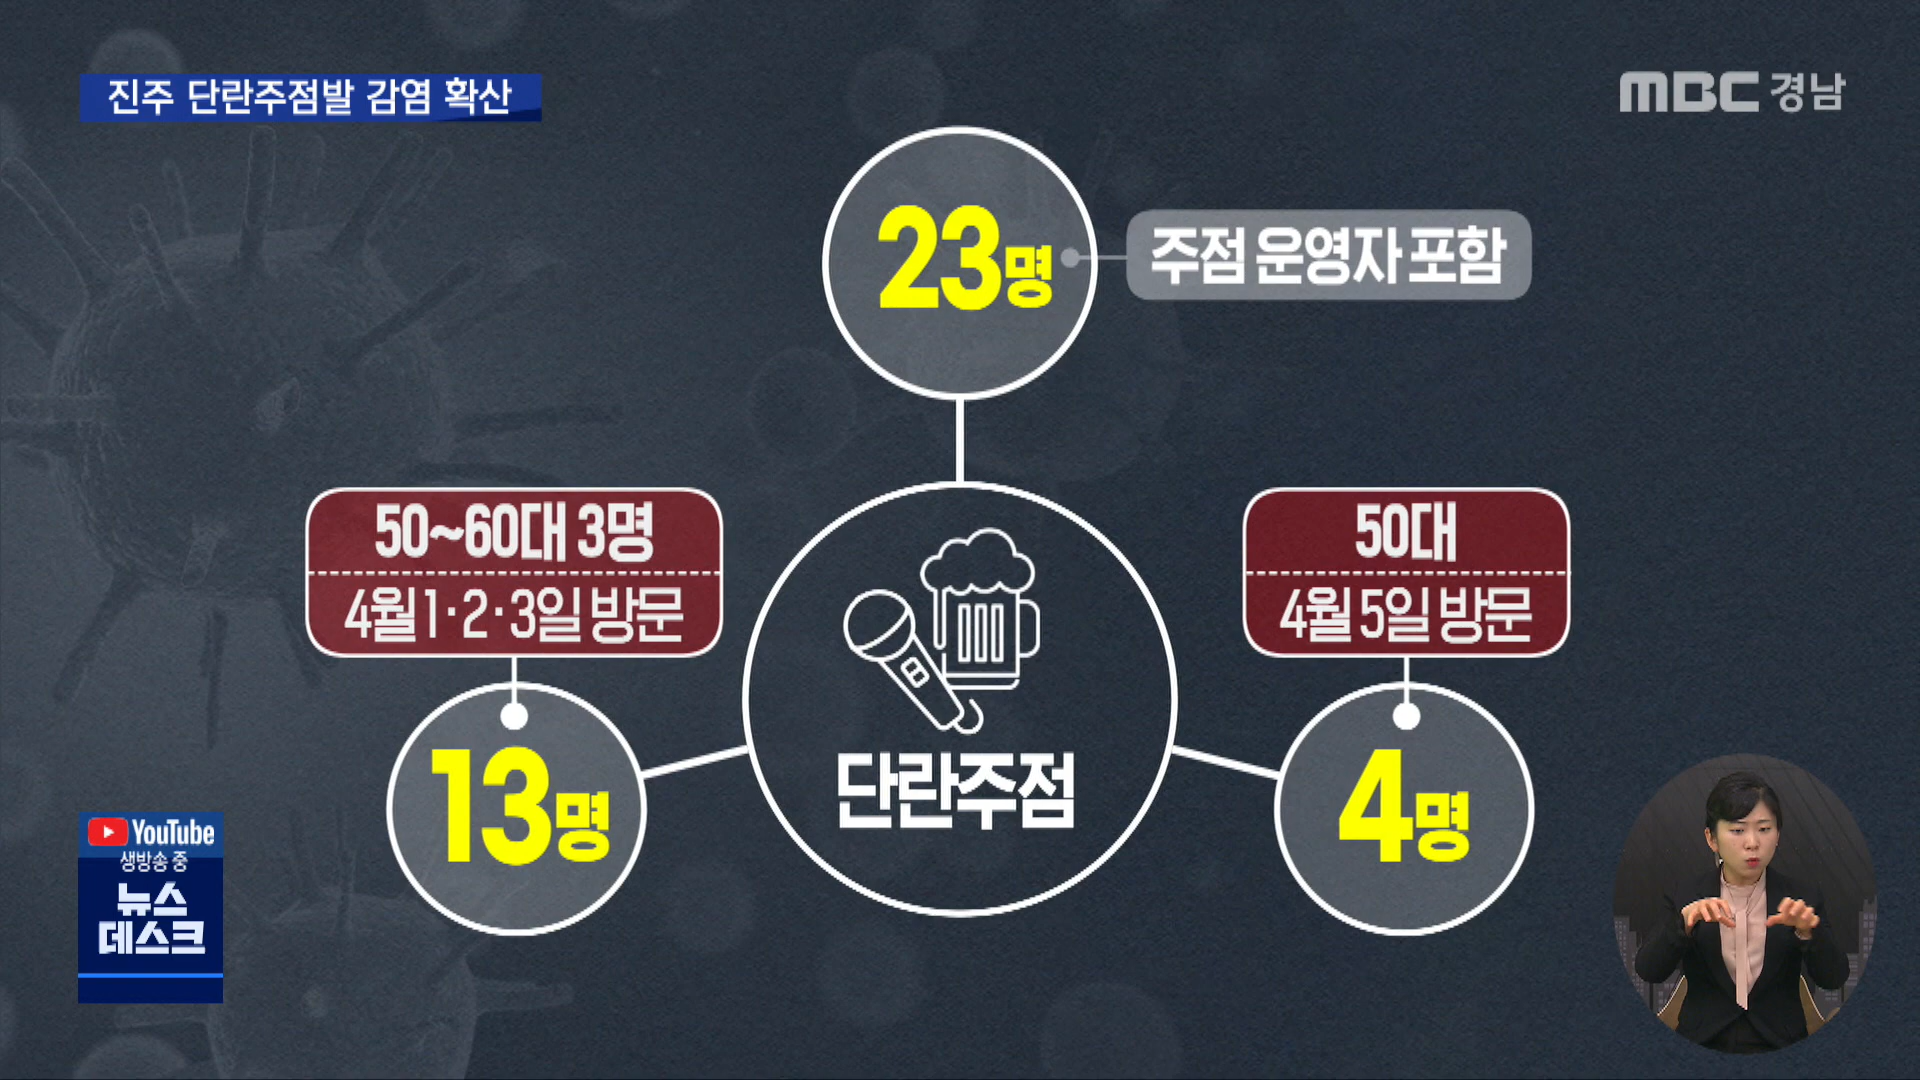 진주 단란주점발 감염 확산
MBC 경남
23명
주점 운영자 포함
50~60대 3명
4월 1·2·3일 방문
50대
4월 5일 방문
단란주점
13명
4명
YouTube
생방송 중
뉴스
데스크